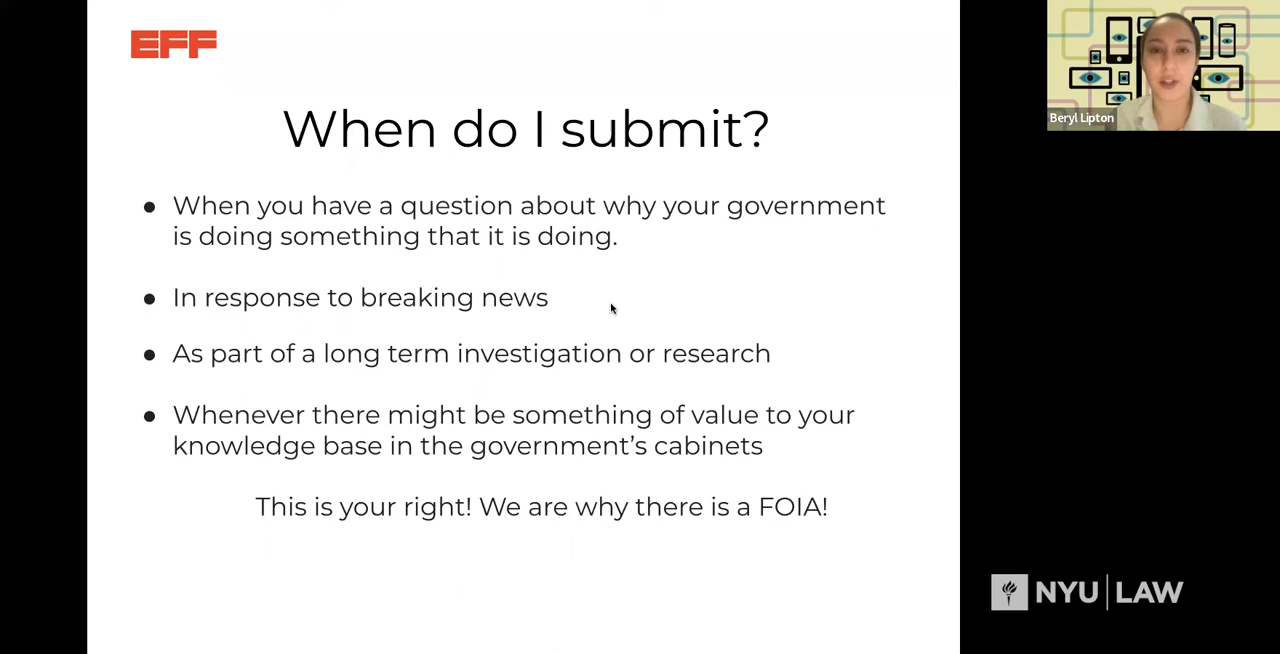 EFF
When do I submit?
● When you have a question about why your government
is doing something that it is doing.
● In response to breaking news
● As part of a long term investigation or research
● Whenever there might be something of value to your
knowledge base in the government’s cabinets
This is your right! We are why there is a FOIA!
Beryl Lipton
NYU | LAW